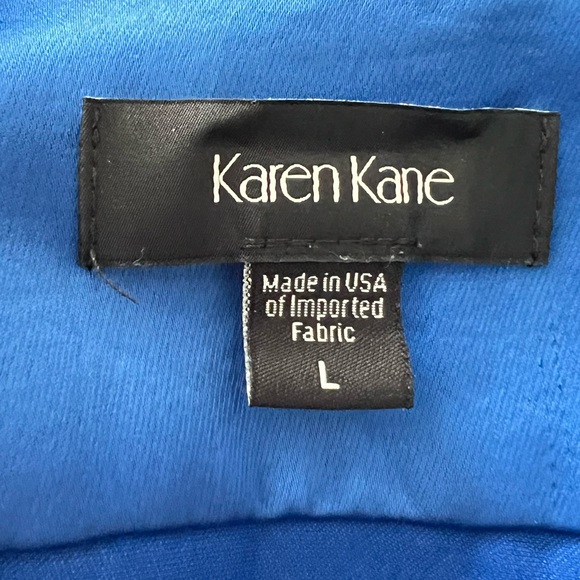 Karen Kane
Made in USA
of Imported
Fabric
L